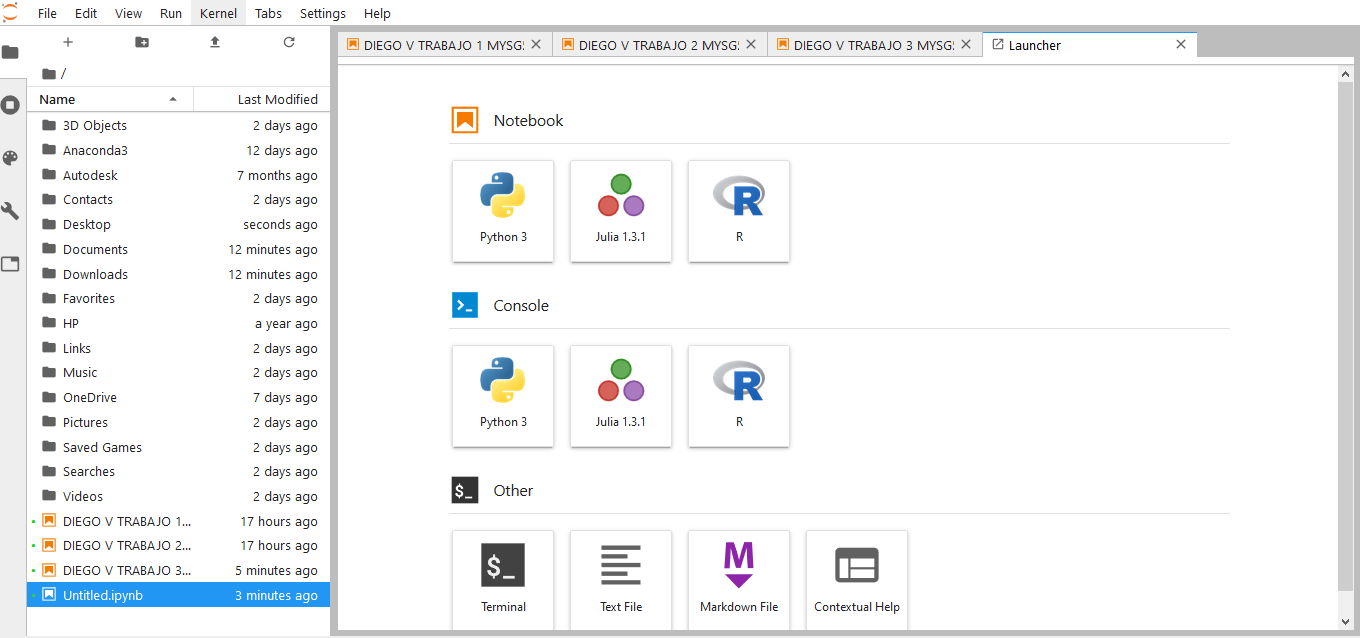 File Edit View Run Kernel Tabs Settings Help
DIEGO V TRABAJO 1 MYSG!
DIEGO V TRABAJO 2 MYSG!
DIEGO V TRABAJO 3 MYSG!
Launcher
/
Name Last Modified
3D Objects 2 days ago
Anaconda3 12 days ago
Autodesk 7 months ago
Contacts 2 days ago
Desktop seconds ago
Documents 12 minutes ago
Downloads 12 minutes ago
Favorites 2 days ago
HP a year ago
Links 2 days ago
Music 2 days ago
OneDrive 7 days ago
Pictures 2 days ago
Saved Games 2 days ago
Searches 2 days ago
Videos 2 days ago
DIEGO V TRABAJO 1... 17 hours ago
DIEGO V TRABAJO 2... 17 hours ago
DIEGO V TRABAJO 3... 5 minutes ago
Untitled.ipynb 3 minutes ago
Notebook
Python 3 Julia 1.3.1 R
Console
Python 3 Julia 1.3.1 R
$_ Other
$_ M
Terminal Text File Markdown File Contextual Help